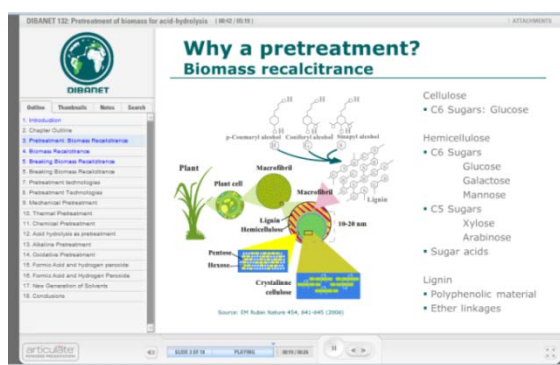 DIBANET 132: Pretreatment of biomass for acid-hydrolysis ( 00:42 / 05:19 )
ATTACHMENTS
DIBANET
Outline Thumbnails Notes Search
1. Introduction
2. Chapter Outline
3. Pretreatment: Biomass Recalcitrance
4. Biomass Recalcitrance
5. Breaking Biomass Recalcitrance
6. Breaking Biomass Recalcitrance
7. Pretreatment technologies
8. Pretreatment Technologies
9. Mechanical Pretreatment
10. Thermal Pretreatment
11. Chemical Pretreatment
12. Acid hydrolysis as pretreatment
13. Alkaline Pretreatment
14. Oxidative Pretreatment
15. Formic Acid and hydrogen peroxide
16. Formic Acid and Hydrogen Peroxide
17. New Generation of Solvents
18. Conclusions
Why a pretreatment?
Biomass recalcitrance
p-Coumaryl alcohol Coniferyl alcohol Sinapyl alcohol
Plant
Plant cell
Macrofibril
Macrofibril
Lignin
Lignin
Hemicellulose
10-20 nm
Pentose
Hexose
Crystalline
cellulose
Source: EM Rubin Nature 454, 841-845 (2008)
Cellulose
• C6 Sugars: Glucose
Hemicellulose
• C6 Sugars
Glucose
Galactose
Mannose
• C5 Sugars
Xylose
Arabinose
• Sugar acids
Lignin
• Polyphenolic material
• Ether linkages
articulate
SLIDE 3 OF 18 PLAYING